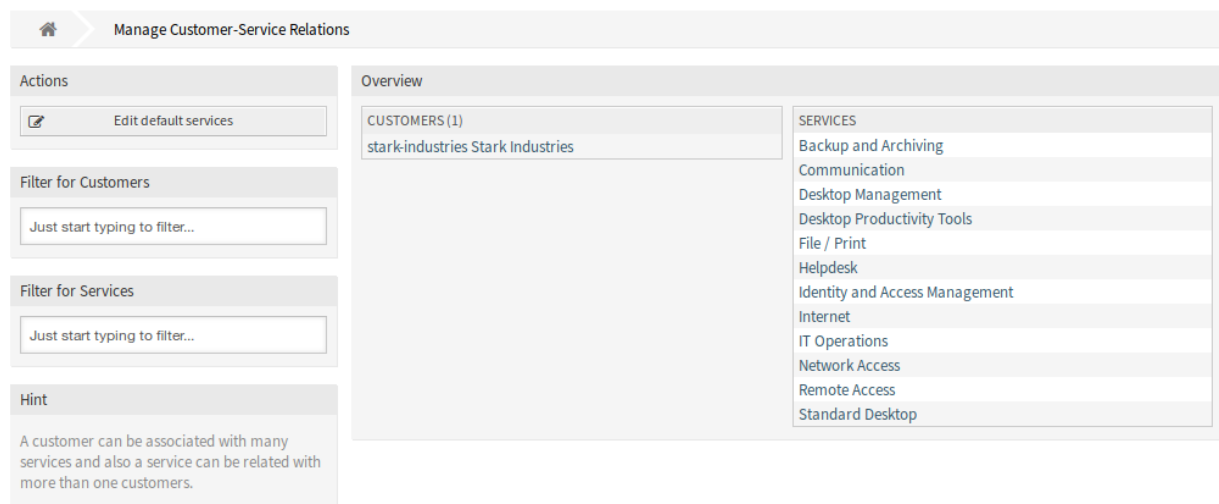 Manage Customer-Service Relations
Actions
Edit default services
Filter for Customers
Just start typing to filter...
Filter for Services
Just start typing to filter...
Hint
A customer can be associated with many
services and also a service can be related with
more than one customers.
Overview
CUSTOMERS (1)
stark-industries Stark Industries
SERVICES
Backup and Archiving
Communication
Desktop Management
Desktop Productivity Tools
File / Print
Helpdesk
Identity and Access Management
Internet
IT Operations
Network Access
Remote Access
Standard Desktop